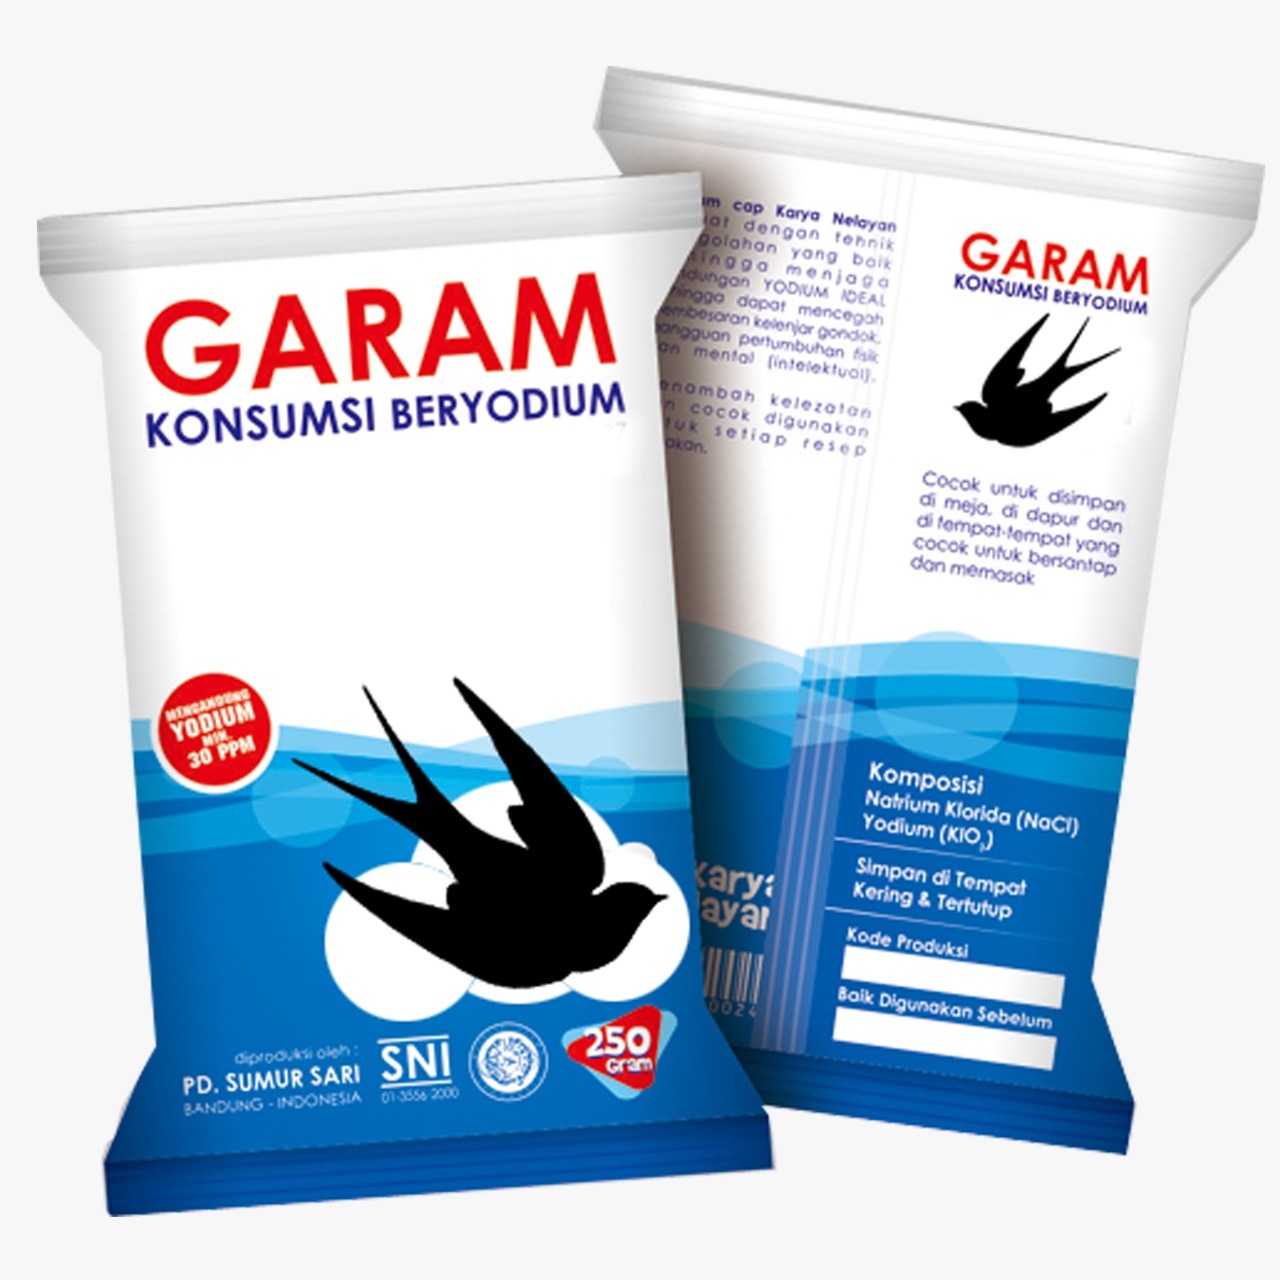 GARAM
KONSUMSI BERYODIUM
MENGANDUNG
YODIUM
MIN.
30 PPM
diproduksi oleh :
PD. SUMUR SARI
BANDUNG - INDONESIA
SNI
01-3556 2000
250
Gram
cap Karya Nelayan
dengan tehnik
yang baik
menjaga
YODIUM IDEAL
dapat mencegah
kelenjar gondok,
pertumbuhan fisik
mental (intelektual).
kelezatan
cocok digunakan
setiap resep
GARAM
KONSUMSI BERYODIUM
Cocok untuk disimpan
di meja, di dapur dan
di tempat-tempat yang
cocok untuk bersantap
dan memasak
Komposisi
Natrium Klorida (NaCl)
Yodium (KIO3)
Simpan di Tempat
Kering & Tertutup
Kode Produksi
Baik Digunakan Sebelum